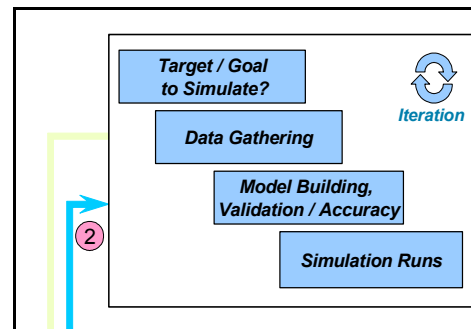 Target / Goal
to Simulate?
Iteration
Data Gathering
Model Building,
Validation / Accuracy
2
Simulation Runs